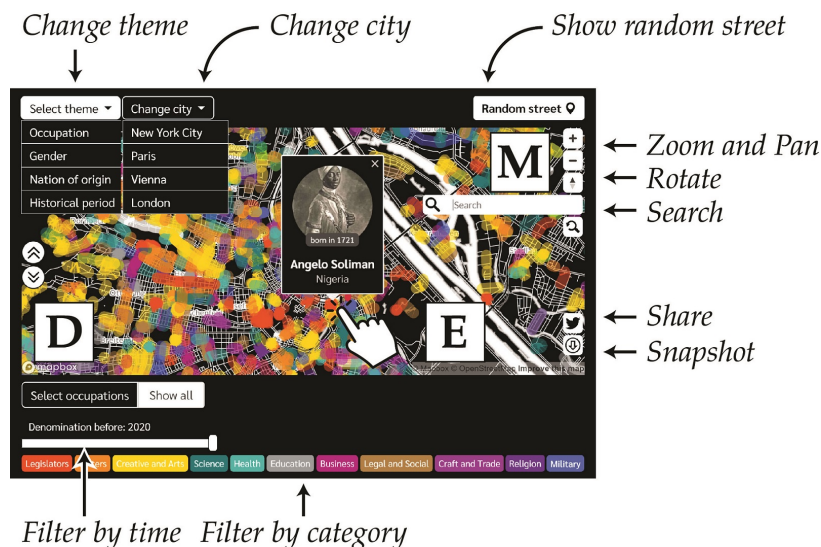 Change theme
Change city
Show random street
Select theme
Change city
Random street
Occupation
New York City
Gender
Paris
Nation of origin
Vienna
Historical period
London
M
Zoom and Pan
Rotate
Search
Search
born in 1721
Angelo Soliman
Nigeria
D
E
Share
Snapshot
mapbox
Mapbox © OpenStreetMap Improve this map
Select occupations
Show all
Denomination before: 2020
Legislators
Creative and Arts
Science
Health
Education
Business
Legal and Social
Craft and Trade
Religion
Military
Filter by time
Filter by category